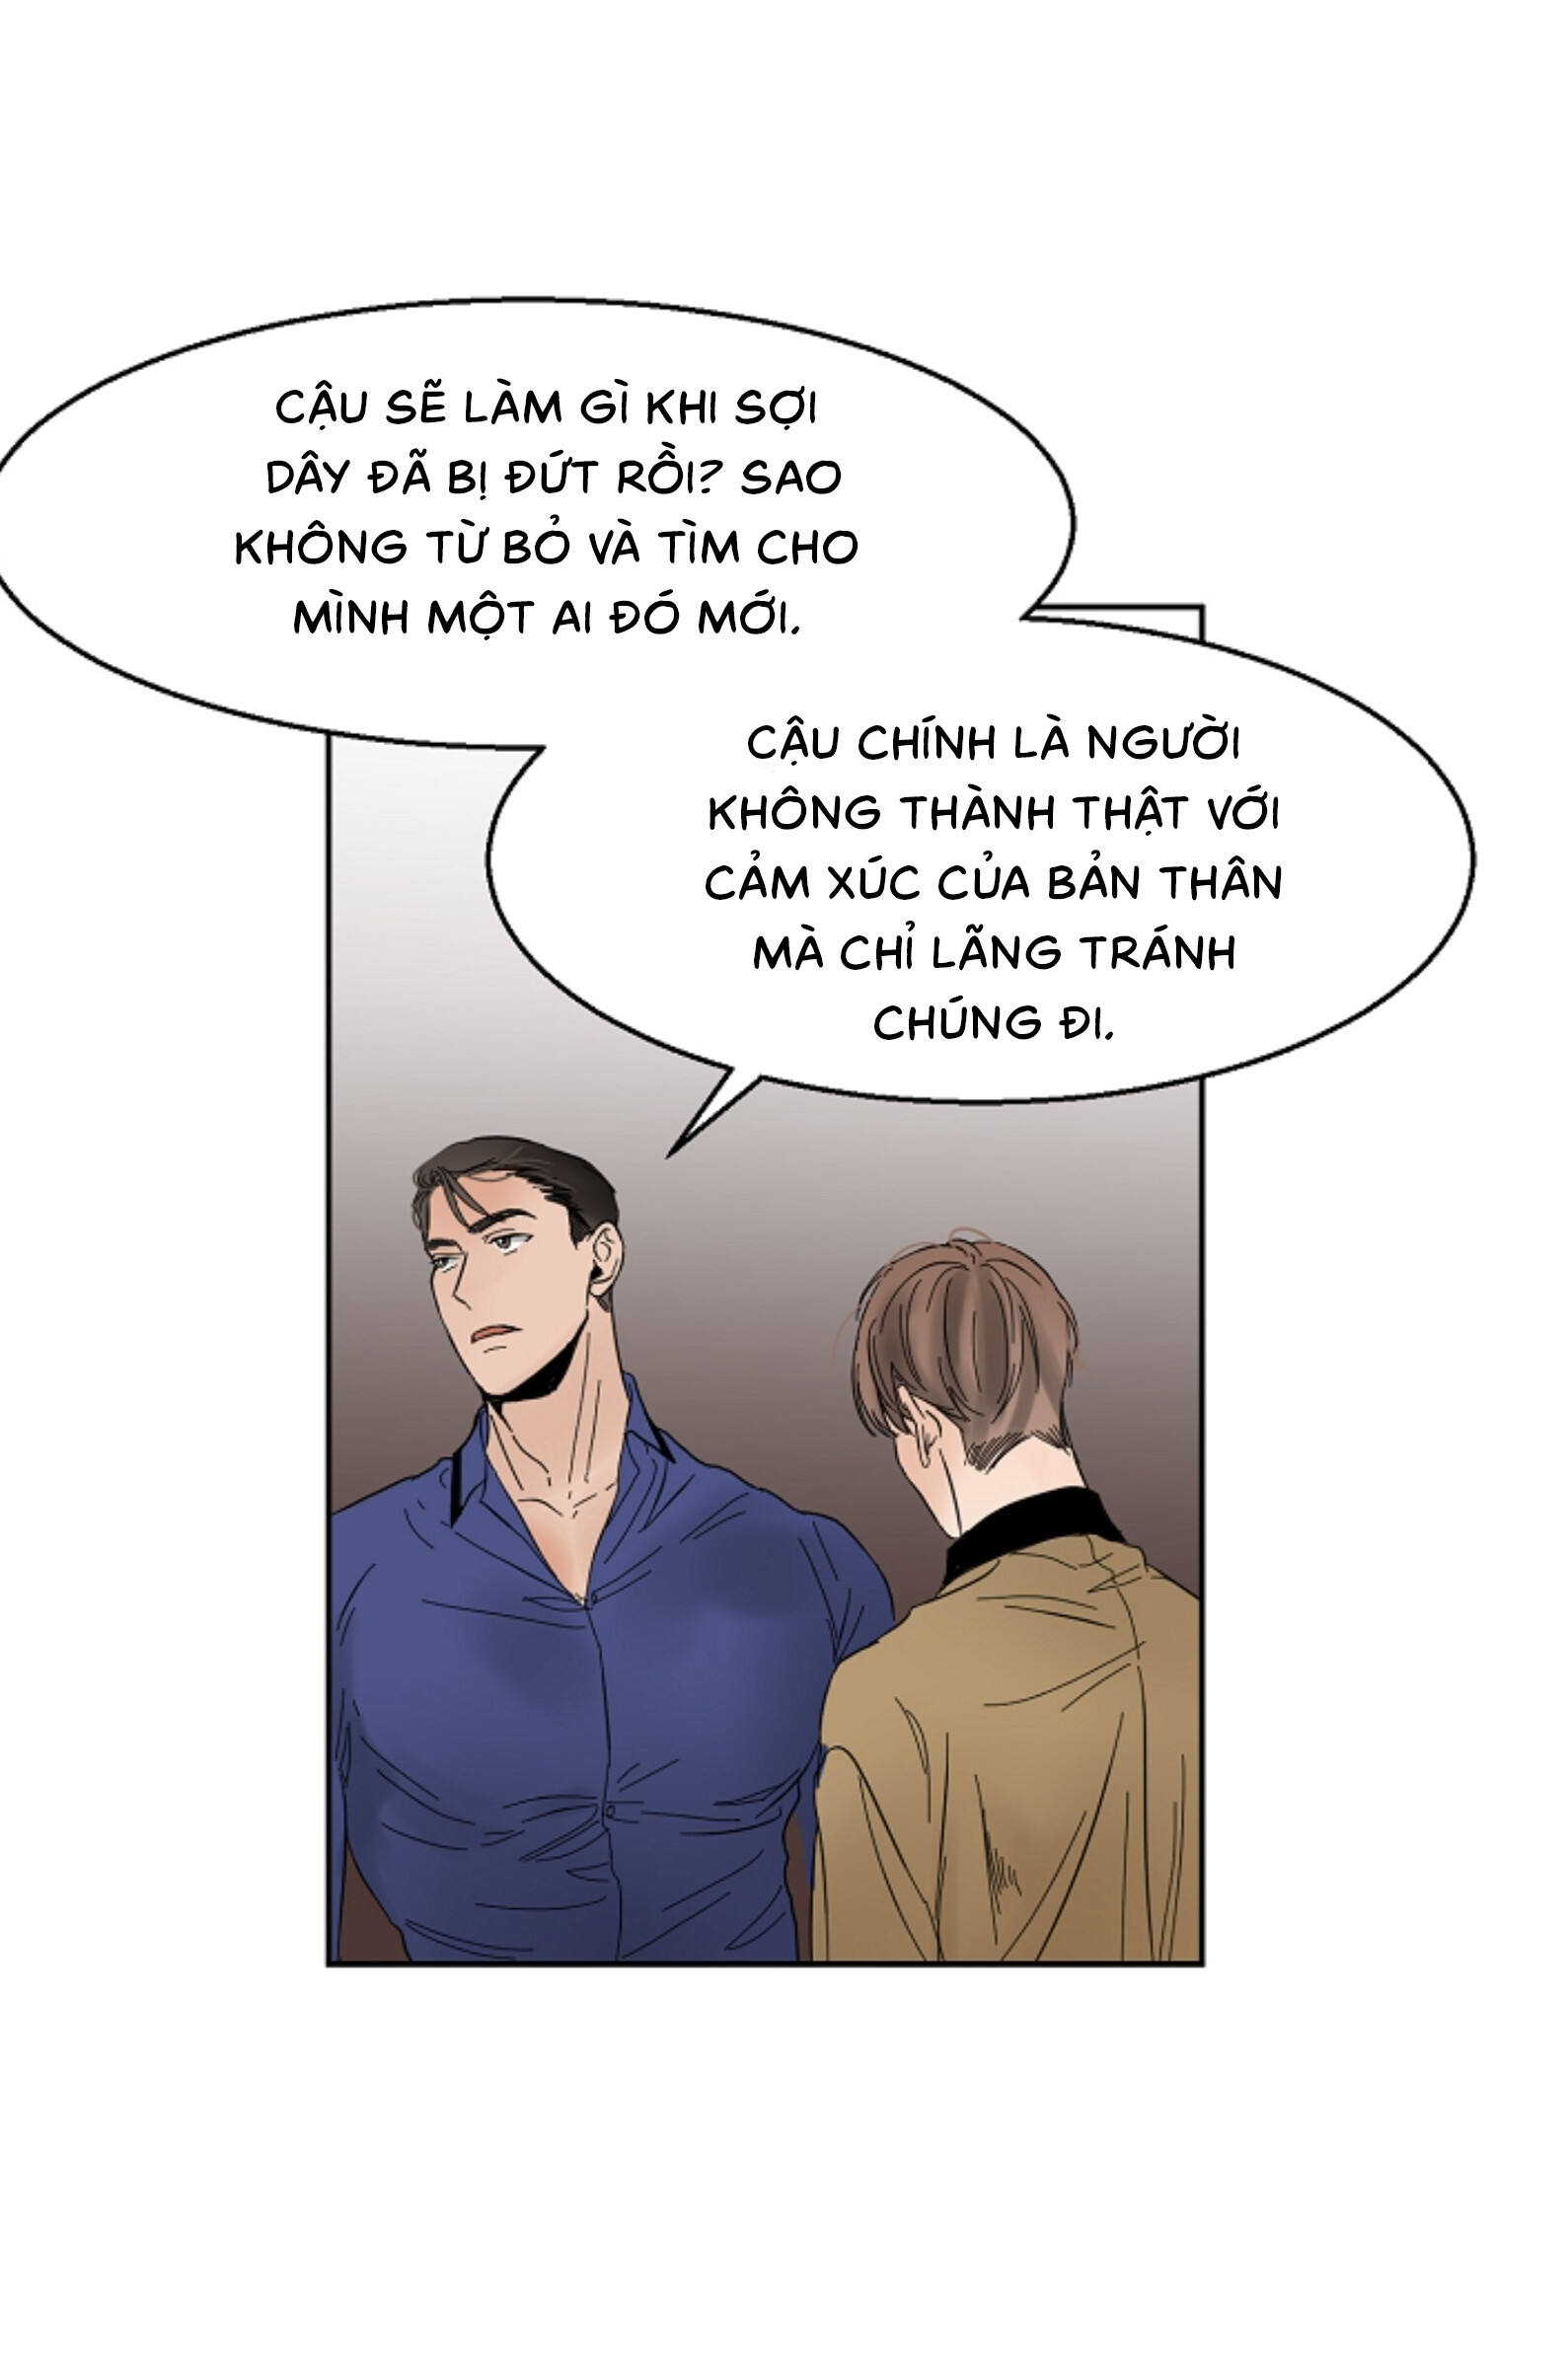 CẬU SẼ LÀM GÌ KHI SỢI
DÂY ĐÃ BỊ ĐỨT RỒI? SAO
KHÔNG TỪ BỎ VÀ TÌM CHO
MÌNH MỘT AI ĐÓ MỚI.
CẬU CHÍNH LÀ NGƯỜI
KHÔNG THÀNH THẬT VỚI
CẢM XÚC CỦA BẢN THÂN
MÀ CHỈ LÃNG TRÁNH
CHÚNG ĐI.